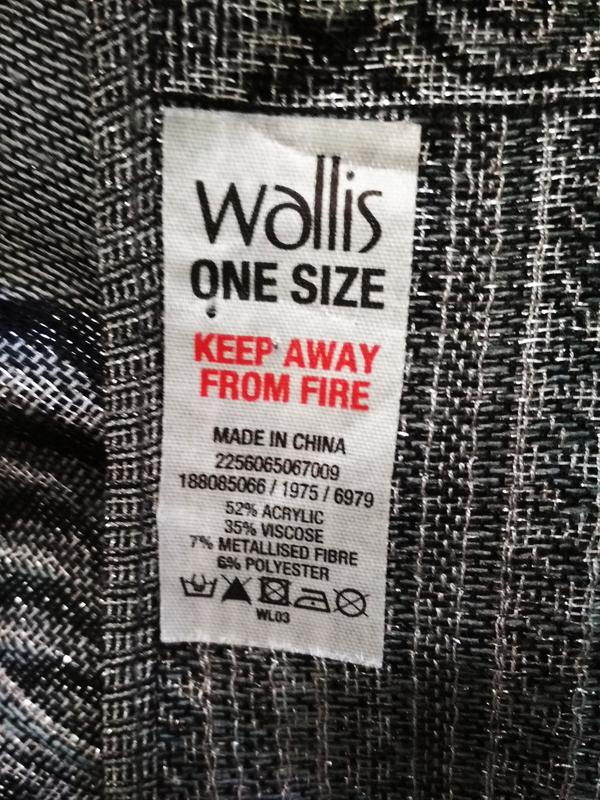 wallis
ONE SIZE
KEEP AWAY
FROM FIRE
MADE IN CHINA
2256065067009
188085066 / 1975 / 6979
52% ACRYLIC
35% VISCOSE
7% METALLISED FIBRE
6% POLYESTER
WL03